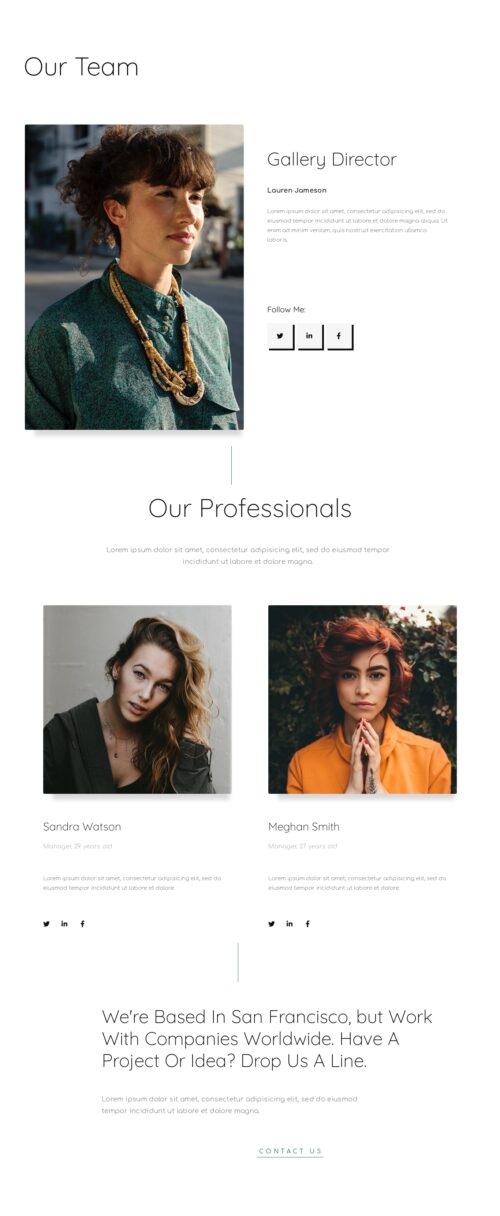 Our Team
Gallery Director
Lauren Jameson
Lorem ipsum dolor sit amet, consectetur adipisicing elit, sed do
eiusmod tempor incididunt ut labore et dolore magna aliqua. Ut
enim ad minim veniam, quis nostrud exercitation ullamco
laboris.
Follow Me:
Our Professionals
Lorem ipsum dolor sit amet, consectetur adipisicing elit, sed do eiusmod tempor
incididunt ut labore et dolore magna.
Sandra Watson
Manager, 29 years old
Lorem ipsum dolor sit amet, consectetur adipisicing elit, sed do
eiusmod tempor incididunt ut labore et dolore.
Meghan Smith
Manager, 27 years old
Lorem ipsum dolor sit amet, consectetur adipisicing elit, sed do
eiusmod tempor incididunt ut labore et dolore.
We're Based In San Francisco, but Work
With Companies Worldwide. Have A
Project Or Idea? Drop Us A Line.
Lorem ipsum dolor sit amet, consectetur adipisicing elit, sed do eiusmod
tempor incididunt ut labore et dolore magna.
CONTACT US